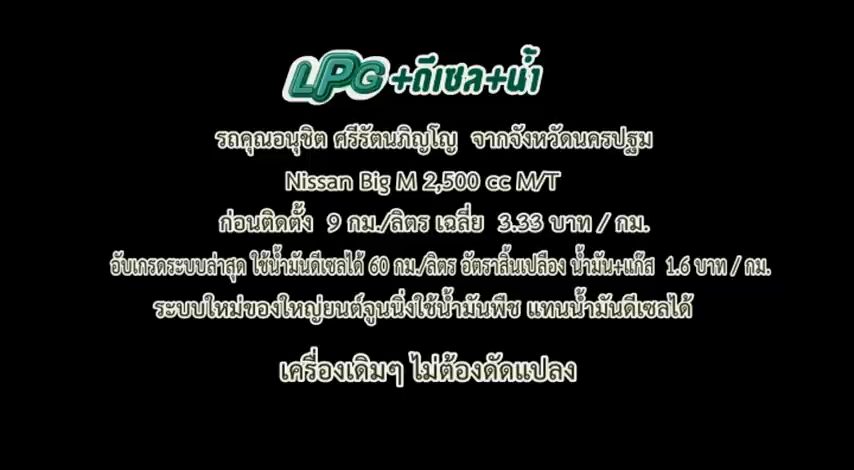 LPG+ดีเซล+น้ำ
รถคุณอนุชิต ศรีรัตนภิญโญ จากจังหวัดนครปฐม
Nissan Big M 2,500 cc M/T
ก่อนติดตั้ง 9 กม./ลิตร เฉลี่ย 3.33 บาท / กม.
อับเกรดระบบล่าสุด ใช้น้ำมันดีเซลได้ 60 กม./ลิตร อัตราสิ้นเปลือง น้ำมัน+แก๊ส 1.6 บาท / กม.
ระบบใหม่ของใหญ่ยนต์จูนนิ่งใช้น้ำมันพืช แทนน้ำมันดีเซลได้
เครื่องเดิมๆ ไม่ต้องดัดแปลง